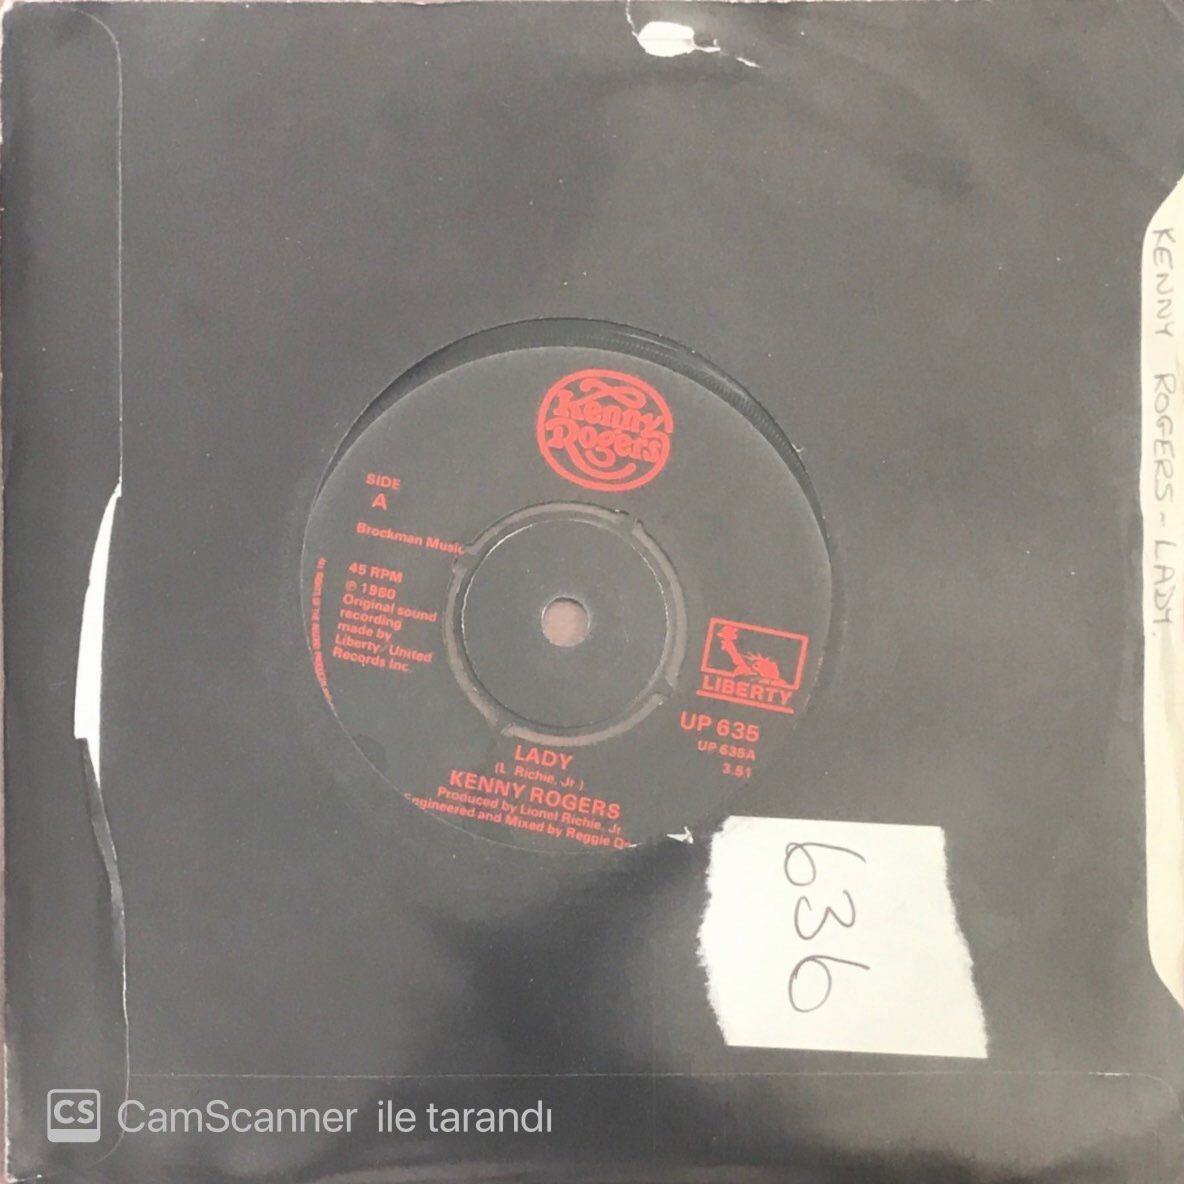 Kenny
Rogers
SIDE
A
Brockman Music
45 RPM
℗ 1980
Original sound
recording
made by
Liberty/United
Records Inc.
LIBERTY
UP 635
UP 635A
3.51
LADY
(L. Richie, Jr.)
KENNY ROGERS
Produced by Lionel Richie, Jr.
Engineered and Mixed by Reggie
KENNY ROGERS - LADY.
636
CS CamScanner ile tarandı